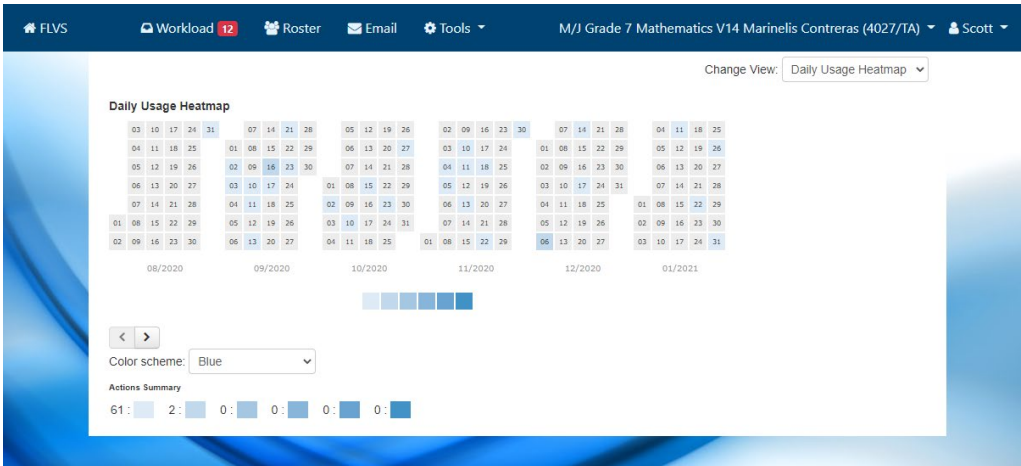 FLVS Workload 12 Roster Email Tools M/J Grade 7 Mathematics V14 Marinelis Contreras (4027/TA) Scott
Change View: Daily Usage Heatmap
Daily Usage Heatmap
03 10 17 24 31 07 14 21 28 05 12 19 26 02 09 16 23 30 07 14 21 28 04 11 18 25
04 11 18 25 01 08 15 22 29 06 13 20 27 03 10 17 24 01 08 15 22 29 05 12 19 26
05 12 19 26 02 09 16 23 30 07 14 21 28 04 11 18 25 02 09 16 23 30 06 13 20 27
06 13 20 27 03 10 17 24 01 08 15 22 29 05 12 19 26 03 10 17 24 31 07 14 21 28
07 14 21 28 04 11 18 25 02 09 16 23 30 06 13 20 27 04 11 18 25 01 08 15 22 29
01 08 15 22 29 05 12 19 26 03 10 17 24 31 07 14 21 28 05 12 19 26 02 09 16 23 30
02 09 16 23 30 06 13 20 27 04 11 18 25 01 08 15 22 29 06 13 20 27 03 10 17 24 31
08/2020 09/2020 10/2020 11/2020 12/2020 01/2021
Color scheme: Blue
Actions Summary
61 : 2 : 0 : 0 : 0 : 0 :